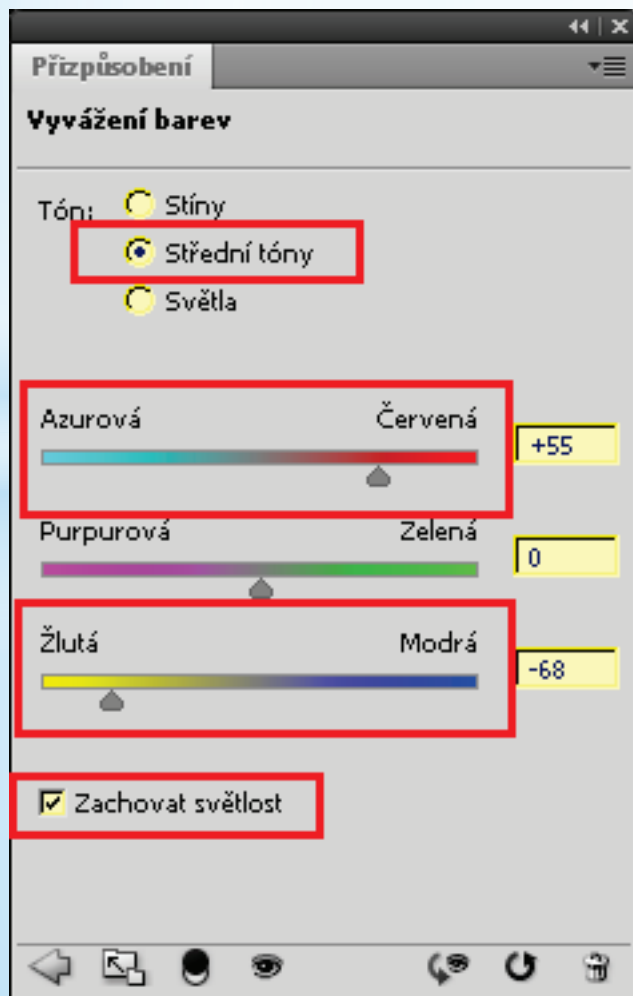 Přizpůsobení
Vyvážení barev
Tón: Stíny
Střední tóny
Světla
Azurová Červená
+55
Purpurová Zelená
0
Žlutá Modrá
-68
Zachovat světlost